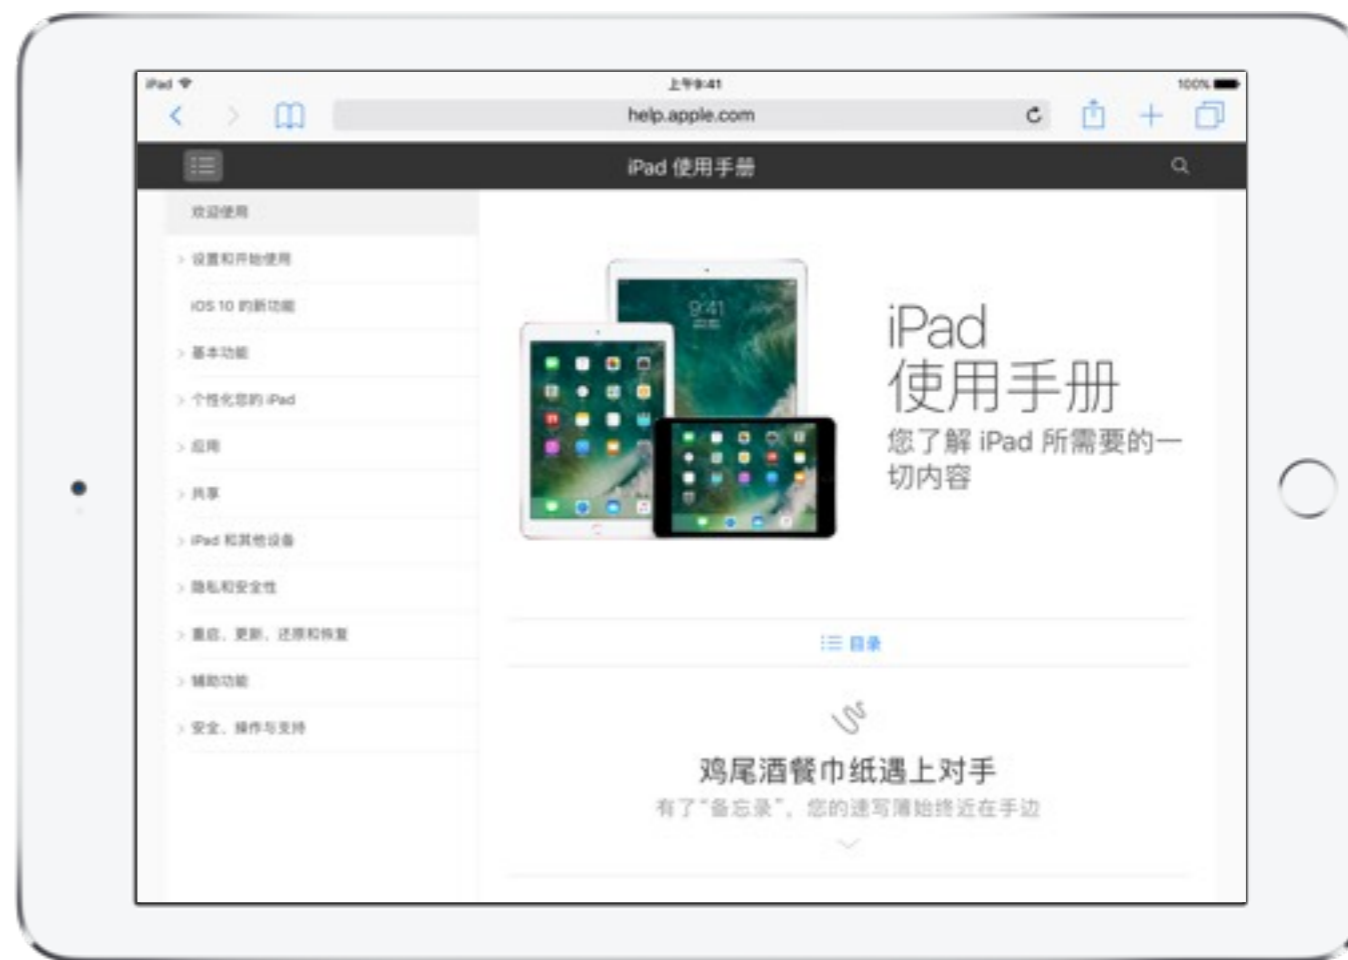 iPad
上午9:41
100%
help.apple.com
iPad 使用手册
欢迎使用
设置和开始使用
iOS 10 的新功能
基本功能
个性化您的 iPad
应用
共享
iPad 和其他设备
隐私和安全性
重启、更新、还原和恢复
辅助功能
安全、操作与支持
9:41
iPad
使用手册
您了解 iPad 所需要的一
切内容
目录
鸡尾酒餐巾纸遇上对手
有了“备忘录”，您的速写簿始终近在手边